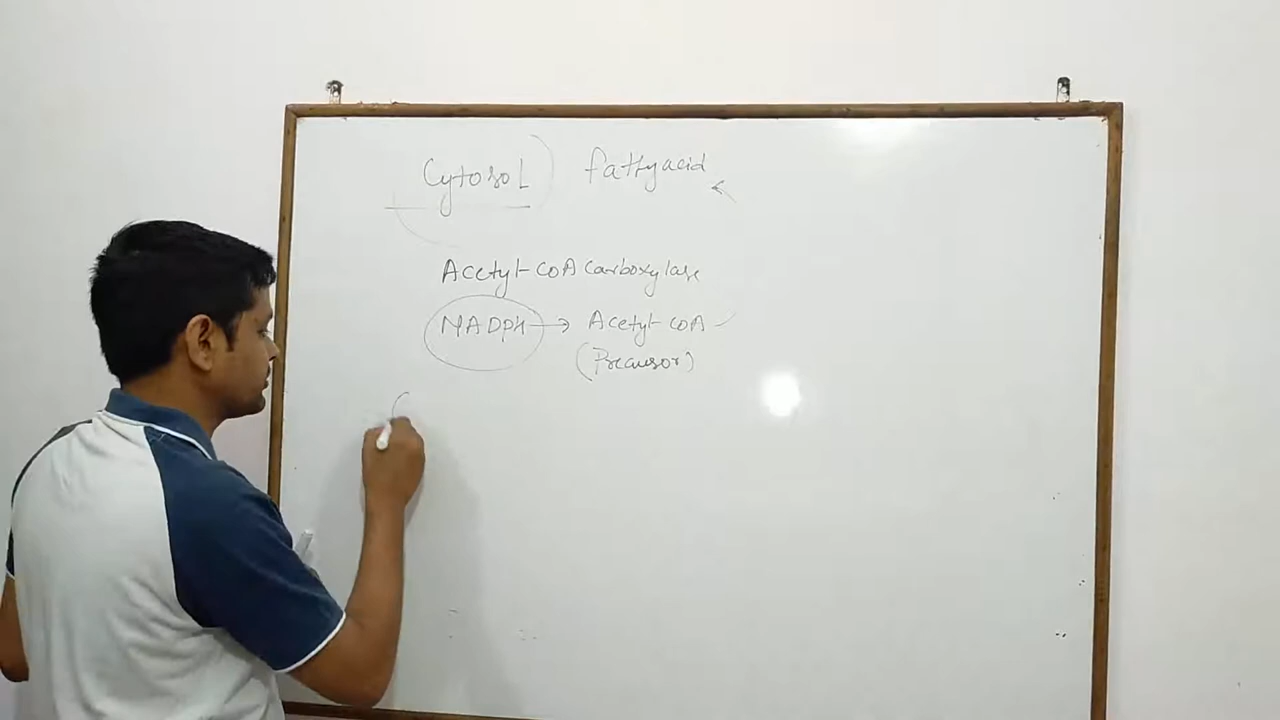 Cytosol) fattyacid
Acetyl-CoA carboxylase
NADPH → Acetyl-CoA
(Precursor)